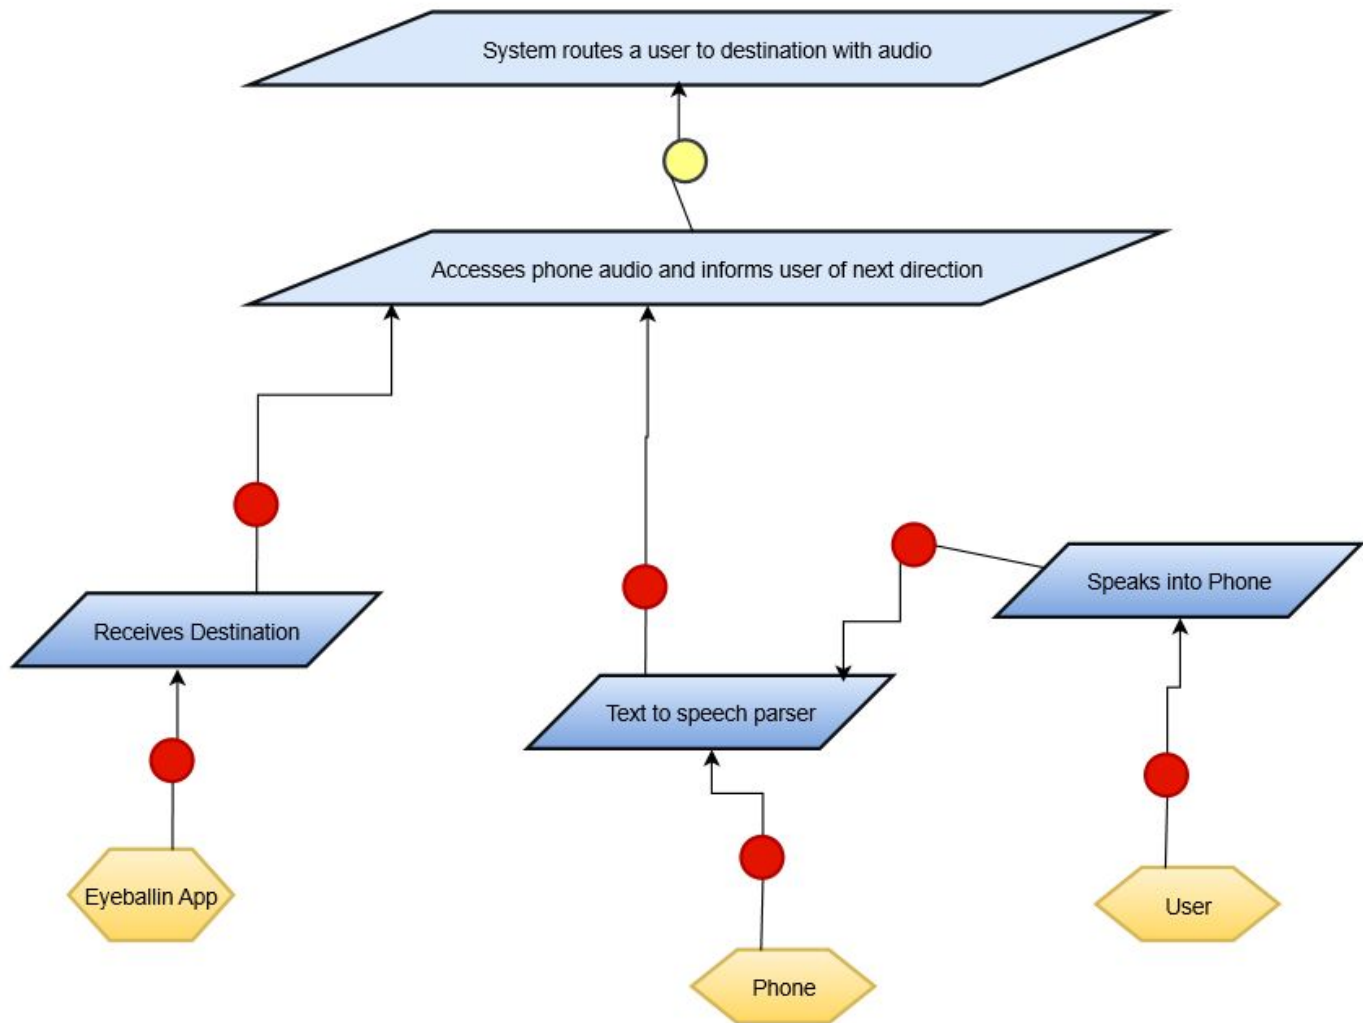 System routes a user to destination with audio
Accesses phone audio and informs user of next direction
Speaks into Phone
Receives Destination
Text to speech parser
Eyeballin App
User
Phone